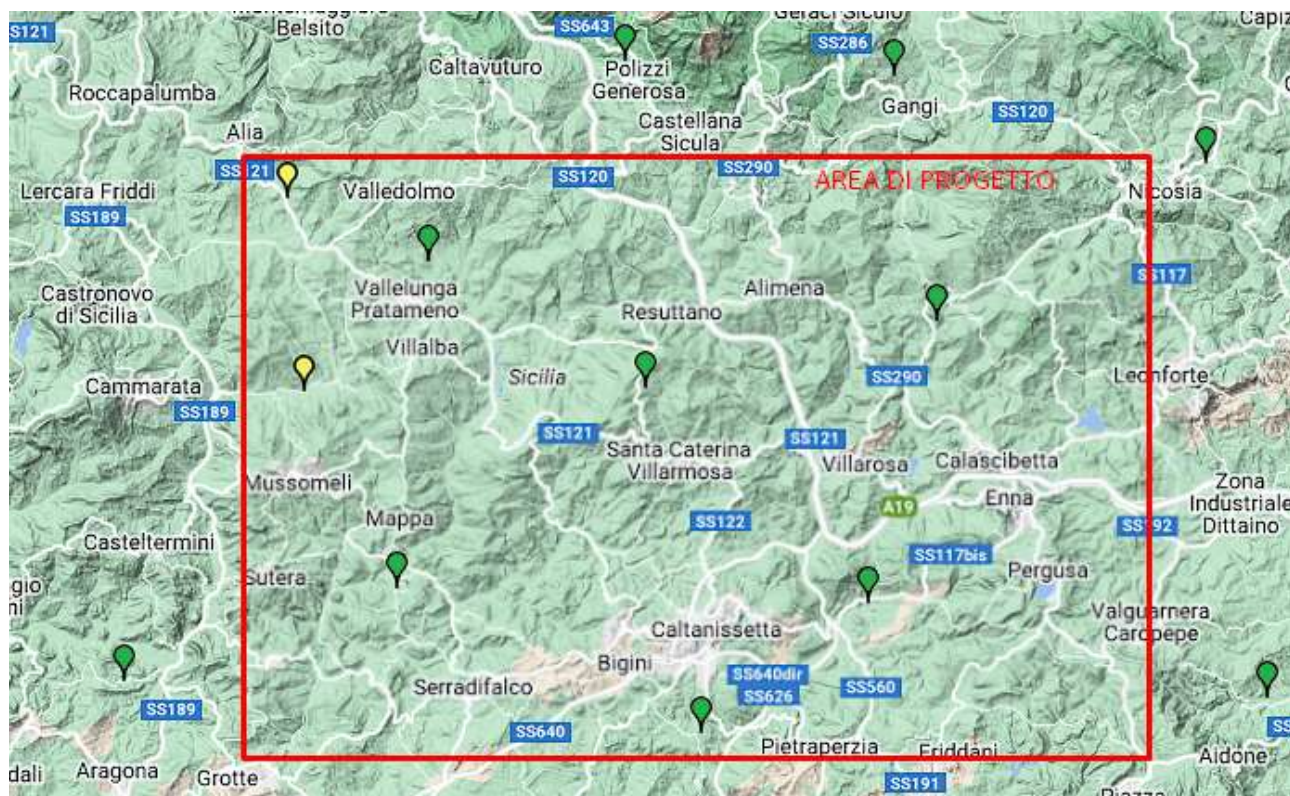 SS121
Belsito
SS643
Geraci Siculo
SS286
Caltavuturo
Polizzi
Generosa
Roccapalumba
Gangi
SS120
Alia
Castellana
Sicula
SS121
Valledolmo
SS120
SS290
AREA DI PROGETTO
Nicosia
Lercara Friddi
SS189
SS117
Castronovo
di Sicilia
Vallelunga
Pratameno
Alimena
Resuttano
Villalba
Sicilia
Cammarata
SS189
SS290
Leonforte
SS121
Santa Caterina
Villarmosa
SS121
Villarosa
Calascibetta
Mussomeli
Enna
Zona
Industriale
Dittaino
Mappa
A19
SS122
SS192
Casteltermini
SS117bis
Sutera
Pergusa
Valguarnera
Caropepe
Caltanissetta
Bigini
SS640dir
SS626
SS560
Serradifalco
SS189
SS640
Pietraperzia
Aragona
Grotte
SS191
Aidone